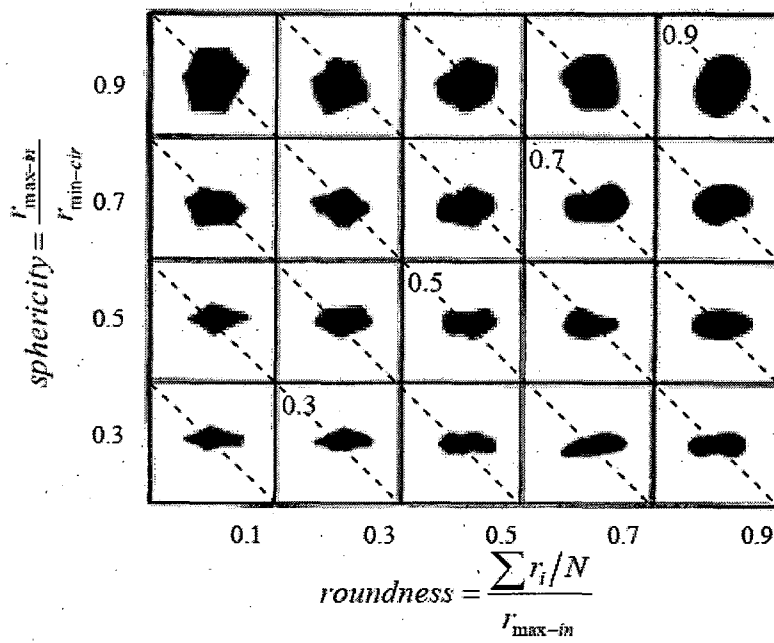 0.9
0.9
0.7
0.7
0.5
0.5
0.3
0.3
sphericity = r_max-in / r_min-cir
0.1 0.3 0.5 0.7 0.9
roundness = ∑ r_i/N / r_max-in